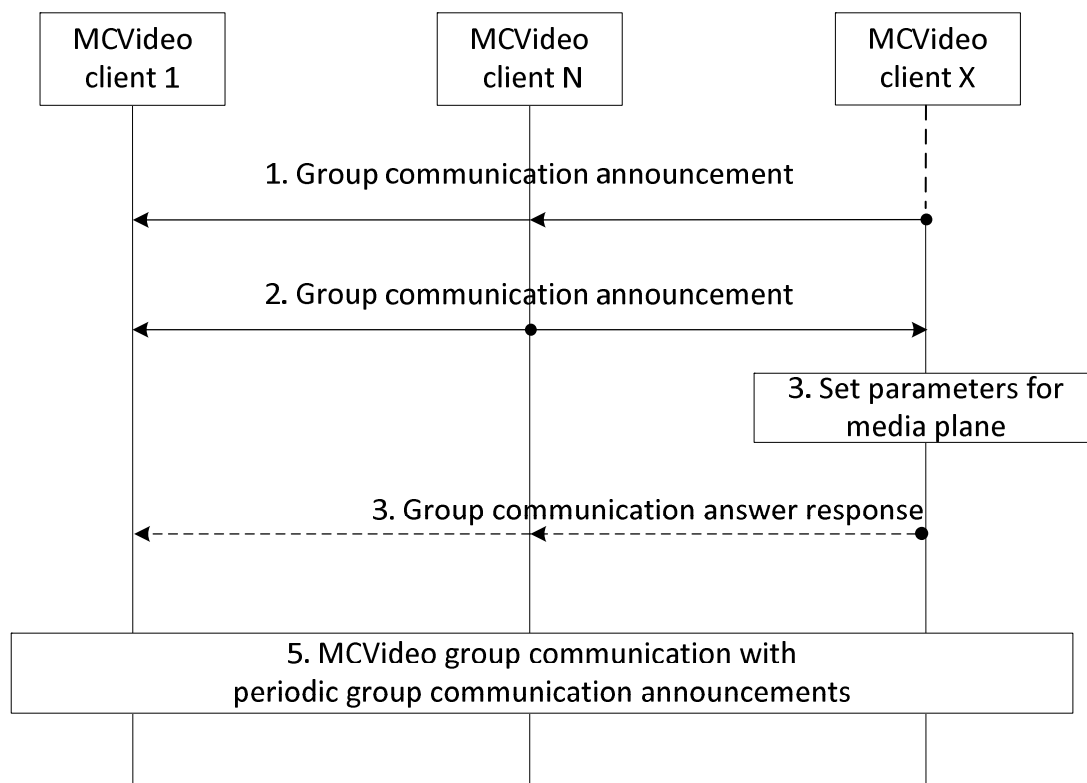 MCVideo
client 1
MCVideo
client N
MCVideo
client X
1. Group communication announcement
2. Group communication announcement
3. Set parameters for
media plane
3. Group communication answer response
5. MCVideo group communication with
periodic group communication announcements